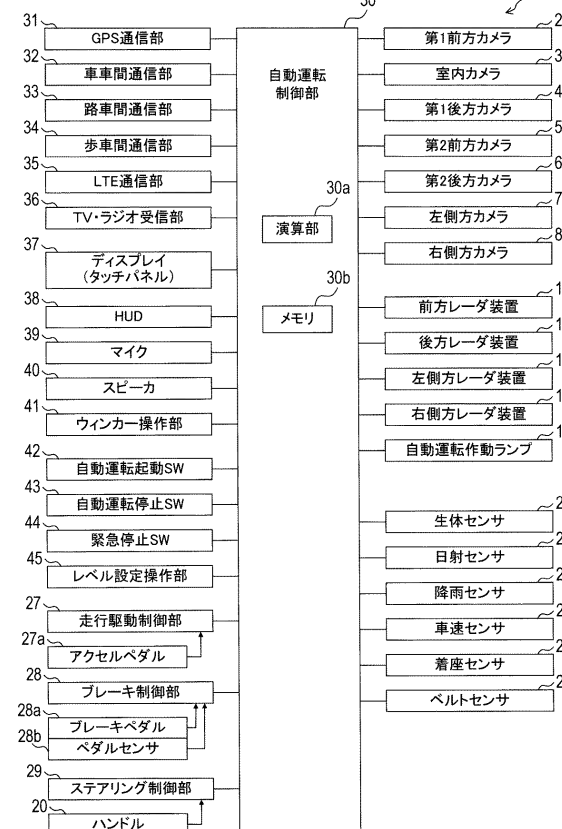 30
31
GPS通信部
32
車車間通信部
33
路車間通信部
34
歩車間通信部
35
LTE通信部
36
TV・ラジオ受信部
37
ディスプレイ
(タッチパネル)
38
HUD
39
マイク
40
スピーカ
41
ウィンカー操作部
42
自動運転起動SW
43
自動運転停止SW
44
緊急停止SW
45
レベル設定操作部
27
走行駆動制御部
27a
アクセルペダル
28
ブレーキ制御部
28a
ブレーキペダル
28b
ペダルセンサ
29
ステアリング制御部
20
ハンドル
自動運転
制御部
30a
演算部
30b
メモリ
2
第1前方カメラ
3
室内カメラ
4
第1後方カメラ
5
第2前方カメラ
6
第2後方カメラ
7
左側方カメラ
8
右側方カメラ
1
前方レーダ装置
1
後方レーダ装置
1
左側方レーダ装置
1
右側方レーダ装置
1
自動運転作動ランプ
2
生体センサ
2
日射センサ
2
降雨センサ
2
車速センサ
2
着座センサ
2
ベルトセンサ